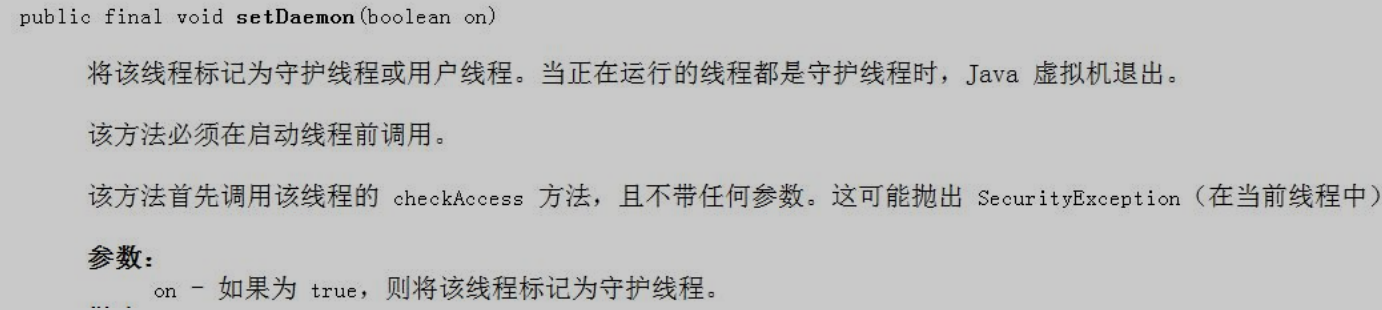 public final void setDaemon(boolean on)
将该线程标记为守护线程或用户线程。当正在运行的线程都是守护线程时，Java 虚拟机退出。
该方法必须在启动线程前调用。
该方法首先调用该线程的 checkAccess 方法，且不带任何参数。这可能抛出 SecurityException（在当前线程中）
参数：
on - 如果为 true，则将该线程标记为守护线程。